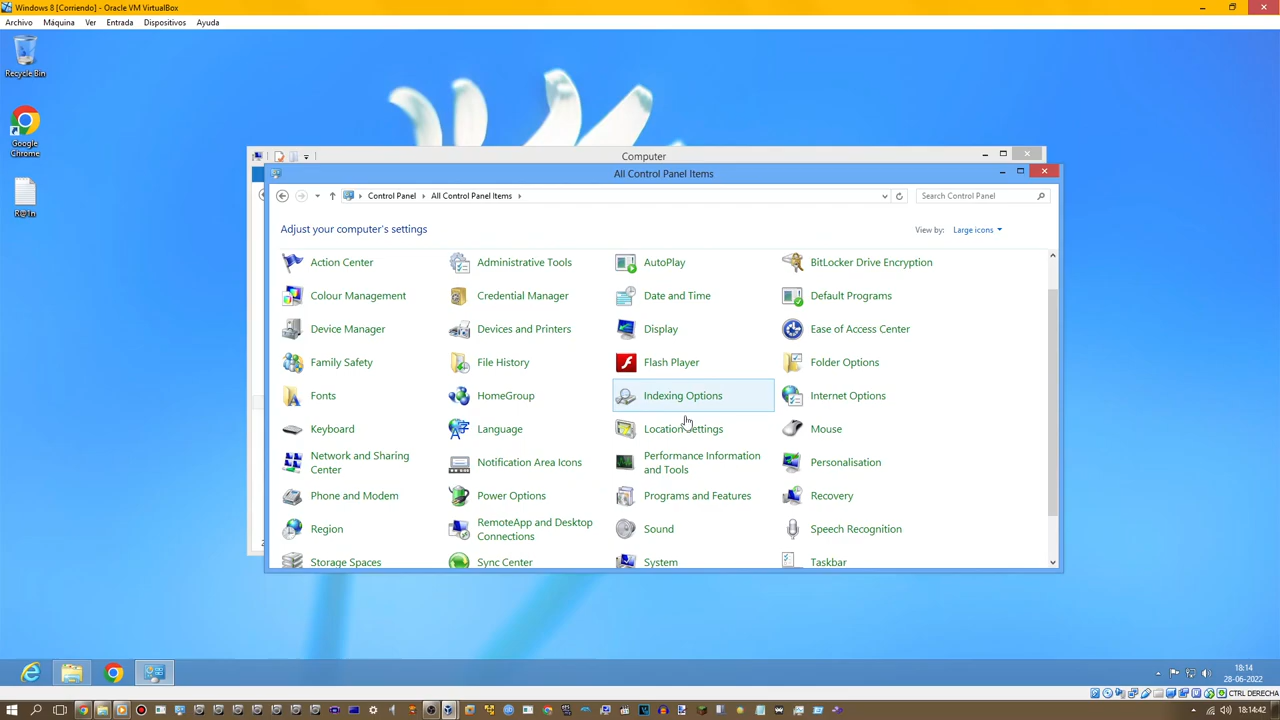 Windows 8 [Corriendo] - Oracle VM VirtualBox
Archivo Máquina Ver Entrada Dispositivos Ayuda
Recycle Bin
Google
Chrome
R@1n
Computer
All Control Panel Items
Control Panel All Control Panel Items
Search Control Panel
Adjust your computer's settings
View by: Large icons
Action Center Administrative Tools AutoPlay BitLocker Drive Encryption
Colour Management Credential Manager Date and Time Default Programs
Device Manager Devices and Printers Display Ease of Access Center
Family Safety File History Flash Player Folder Options
Fonts HomeGroup Indexing Options Internet Options
Keyboard Language Location Settings Mouse
Network and Sharing
Center
Notification Area Icons
Performance Information
and Tools
Personalisation
Phone and Modem Power Options Programs and Features Recovery
Region
RemoteApp and Desktop
Connections
Sound Speech Recognition
Storage Spaces Sync Center System Taskbar
18:14
28-06-2022
CTRL DERECHA
18:14:42